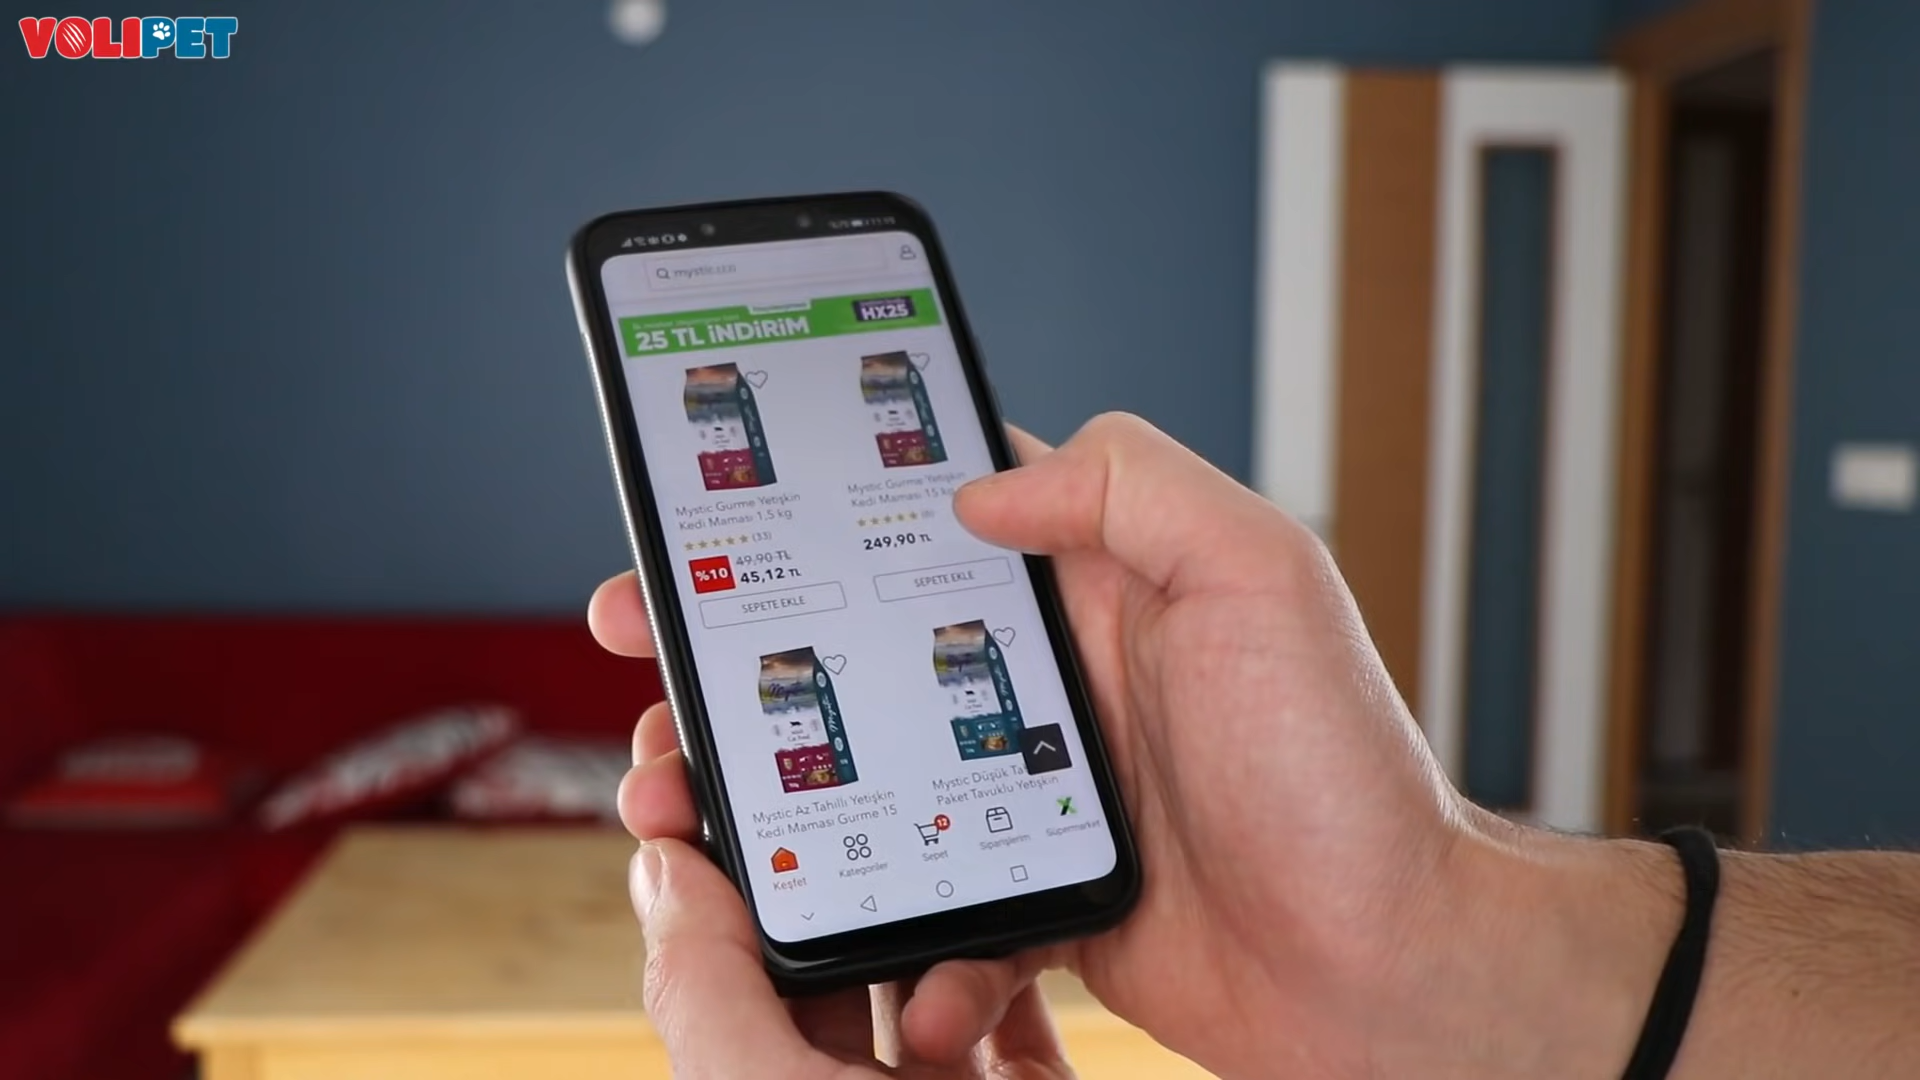 VOLIPET
mystic
25 TL İNDİRİM
HX25
Mystic Gurme Yetişkin
Kedi Maması 1,5 kg
(33)
%10
49,90 TL
45,12 TL
SEPETE EKLE
Mystic Gurme Yetişkin
Kedi Maması 15 kg
249,90 TL
SEPETE EKLE
Mystic
Mystic Az Tahıllı Yetişkin
Kedi Maması Gurme 15
Mystic Düşük Ta
Paket Tavuklu Yetişkin
Keşfet
Kategoriler
12
Sepet
Siparişlerim
Süpermarket